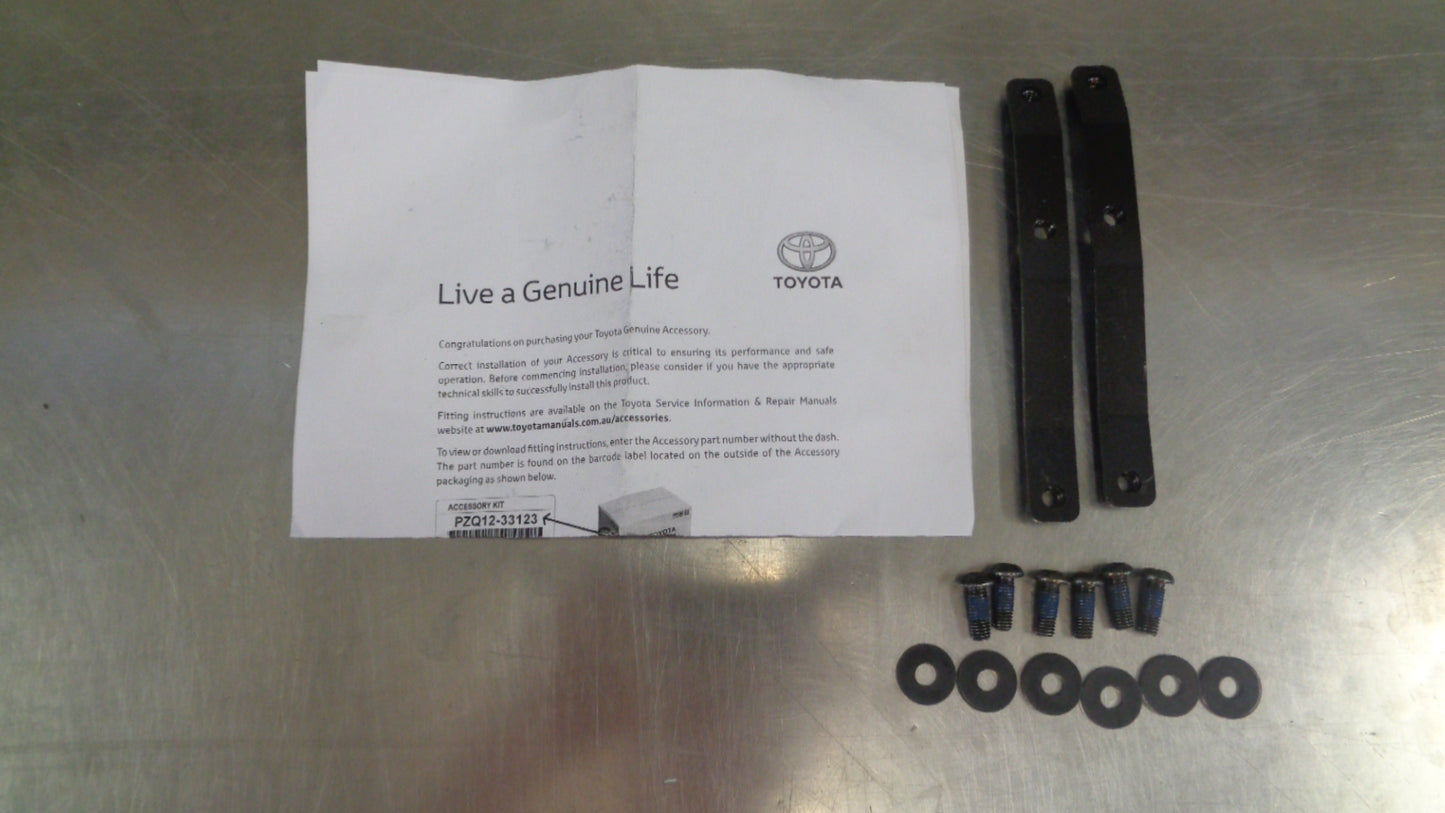 TOYOTA
Live a Genuine Life
Congratulations on purchasing your Toyota Genuine Accessory.
Correct installation of your Accessory is critical to ensuring its performance and safe
operation. Before commencing installation, please consider if you have the appropriate
technical skills to successfully install this product.
Fitting instructions are available on the Toyota Service Information & Repair Manuals
website at www.toyotamanuals.com.au/accessories.
To view or download fitting instructions, enter the Accessory part number without the dash.
The part number is found on the barcode label located on the outside of the Accessory
packaging as shown below.
ACCESSORY KIT
PZQ12-33123
TOYOTA